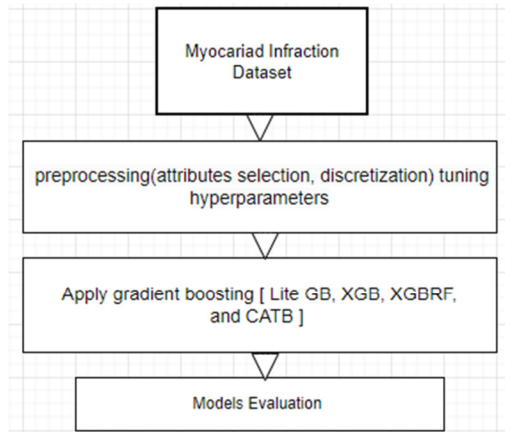 Myocariad Infraction
Dataset
preprocessing(attributes selection, discretization) tuning
hyperparameters
Apply gradient boosting [ Lite GB, XGB, XGBRF,
and CATB ]
Models Evaluation